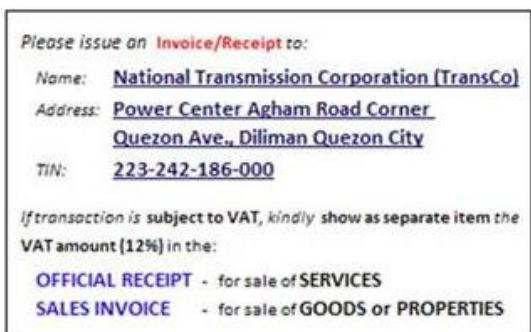 Please issue an Invoice/Receipt to:
Name: National Transmission Corporation (TransCo)
Address: Power Center Agham Road Corner
Quezon Ave., Diliman Quezon City
TIN: 223-242-186-000
If transaction is subject to VAT, kindly show as separate item the
VAT amount (12%) in the:
OFFICIAL RECEIPT - for sale of SERVICES
SALES INVOICE - for sale of GOODS or PROPERTIES